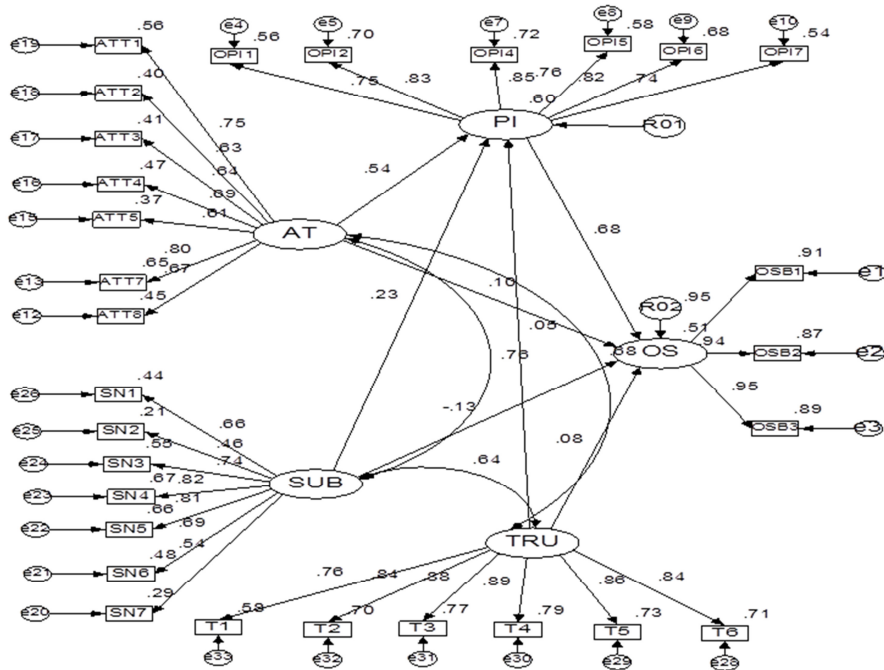 e19
ATT1
.56
e18
ATT2
.40
e17
ATT3
.41
e16
ATT4
.47
e15
ATT5
.37
e13
ATT7
.65
e12
ATT8
.45
.75
.63
.64
.69
.61
.80
.67
AT
e4
OPI1
.56
e5
OPI2
.70
e7
OPI4
.72
e8
OPI5
.58
e9
OPI6
.68
e10
OPI7
.54
.75
.83
.85
.76
.82
.74
.60
PI
R01
.54
.68
.23
.10
.05
.76
.68
-.13
.08
.64
R02
.51
OS
.95
.94
.95
OSB1
.91
e1
OSB2
.87
e2
OSB3
.89
e3
e26
SN1
.44
e25
SN2
.21
e24
SN3
.55
e23
SN4
.67
e22
SN5
.66
e21
SN6
.48
e20
SN7
.29
.66
.46
.74
.82
.81
.69
.54
SUB
TRU
.76
.84
.88
.89
.86
.84
T1
.58
T2
.70
T3
.77
T4
.79
T5
.73
T6
.71
e33
e32
e31
e30
e29
e28